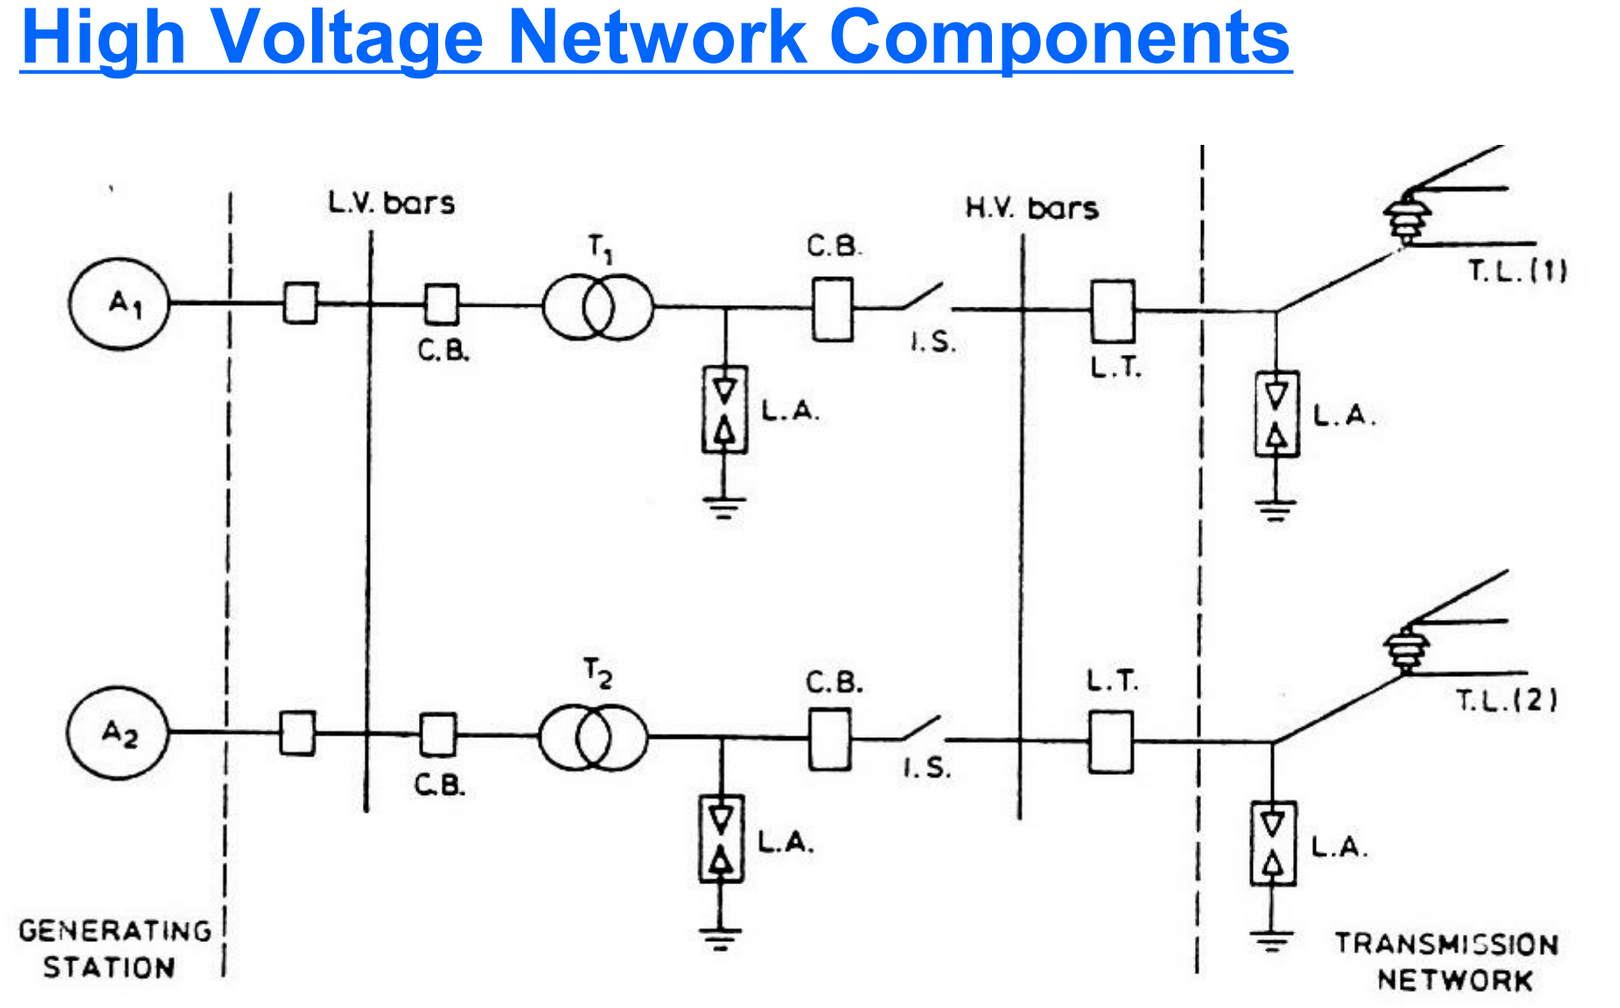 High Voltage Network Components
L.V. bars
H.V. bars
T1
C.B.
T.L.(1)
A1
C.B.
I.S.
L.T.
L.A.
L.A.
T2
C.B.
L.T.
T.L.(2)
A2
C.B.
I.S.
L.A.
L.A.
GENERATING
STATION
TRANSMISSION
NETWORK